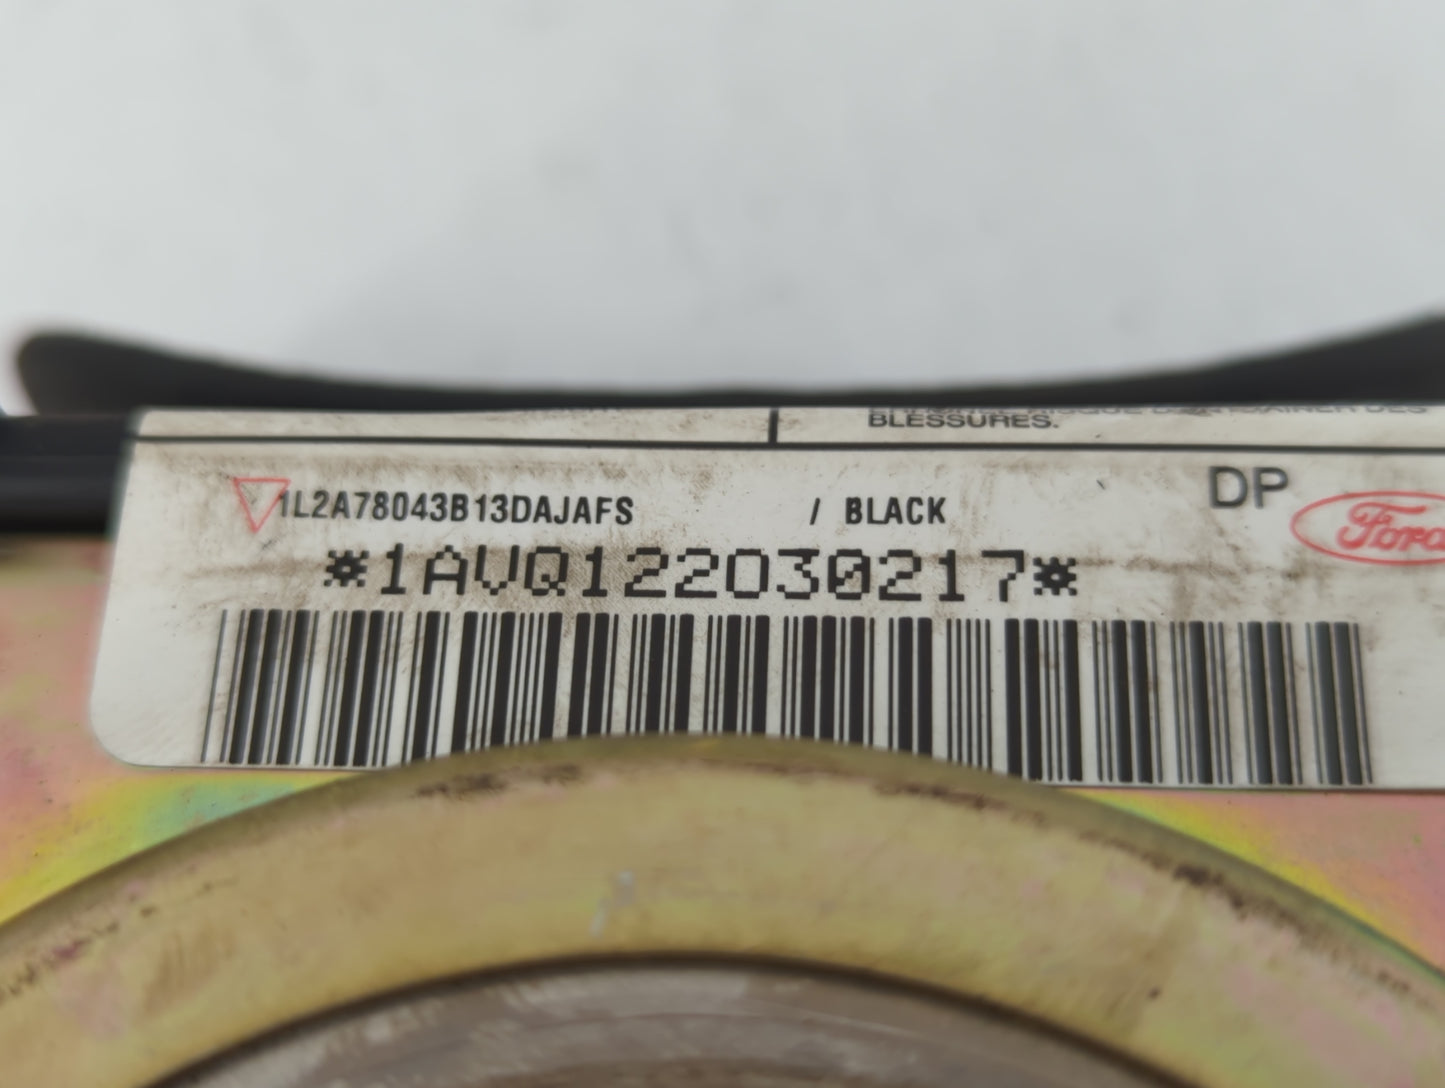 BLESSURES.
DP
1L2A78043B13DAJAFS / BLACK
Ford
*1AVQ122030217*